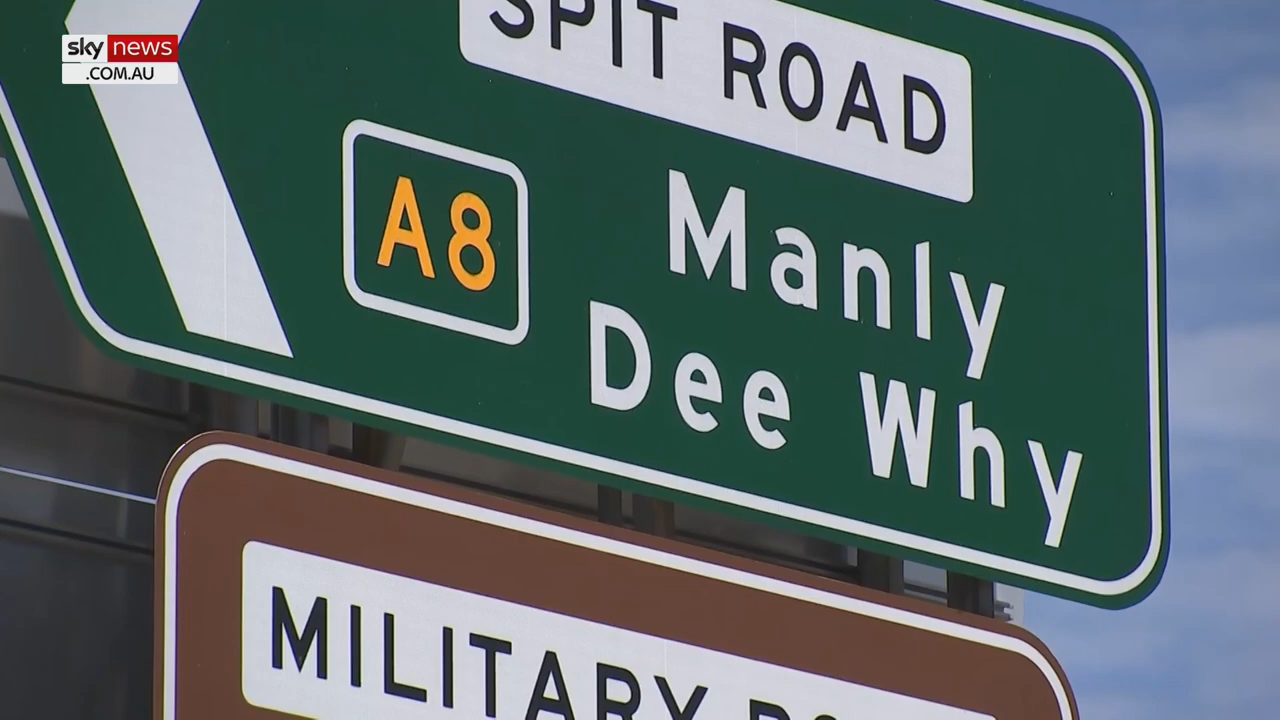 sky news
.COM.AU
SPIT ROAD
A8
Manly
Dee Why
MILITARY